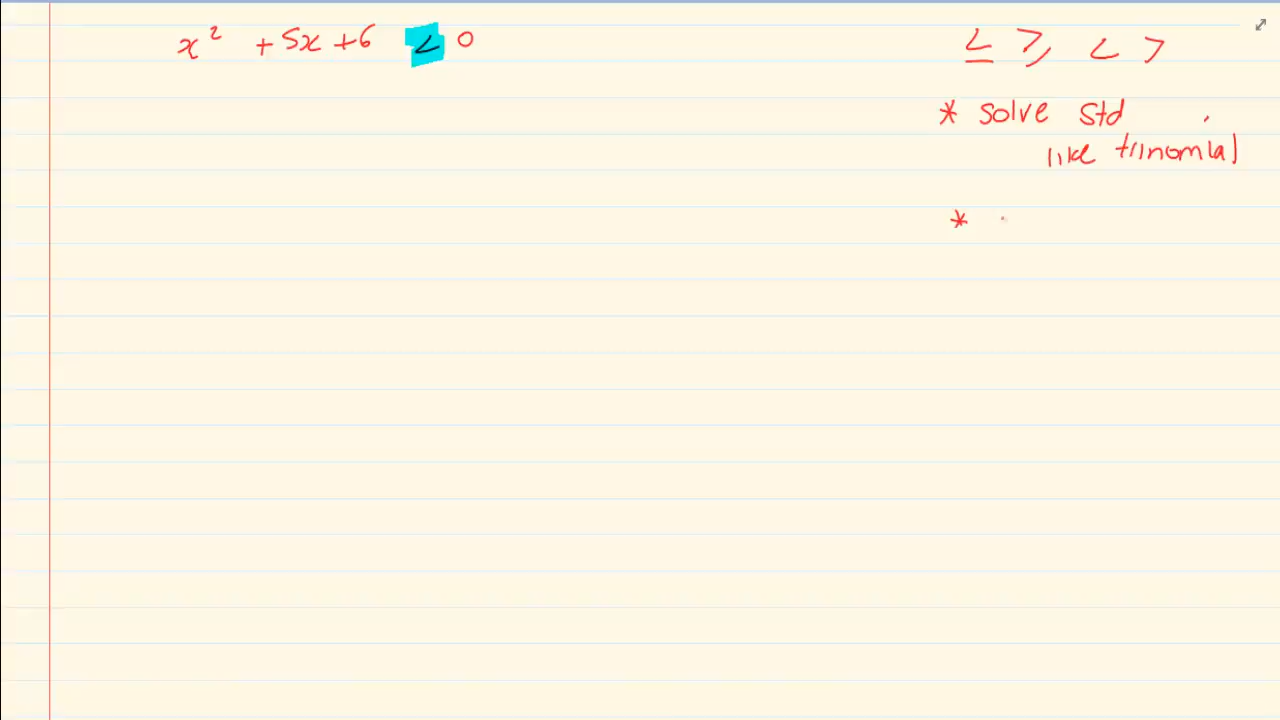 x² + 5x + 6 < 0
≤ ≥, < >
* solve std
like trinomial
*